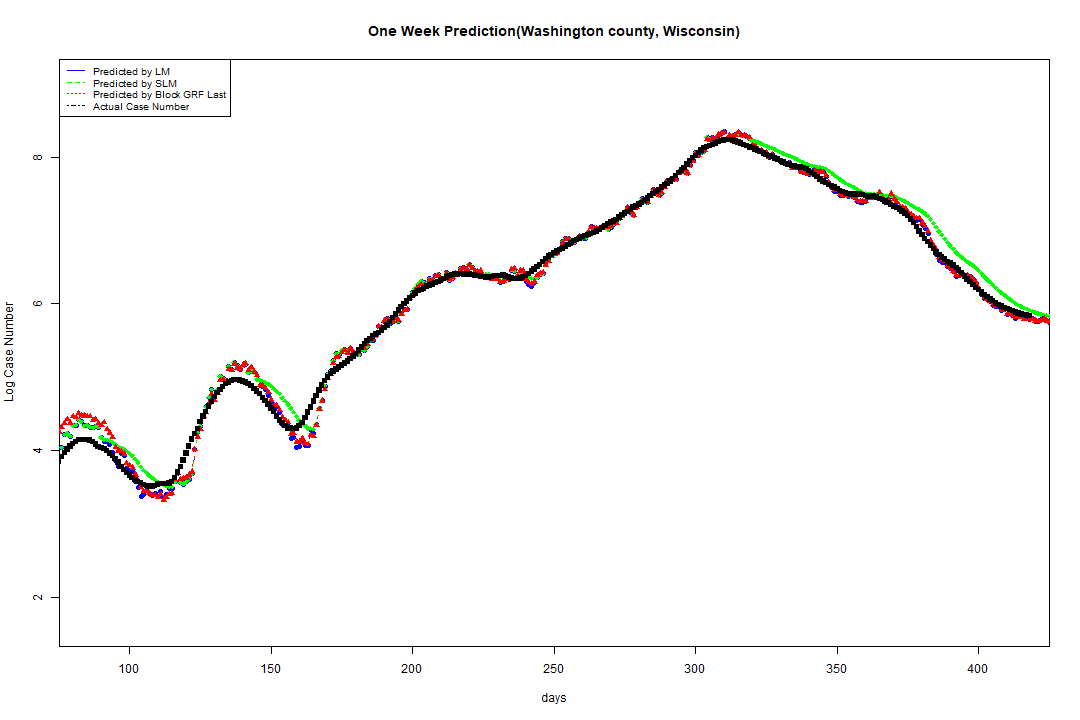 One Week Prediction(Washington county, Wisconsin)
Predicted by LM
Predicted by SLM
Predicted by Block GRF Last
Actual Case Number
8
6
4
2
Log Case Number
100 150 200 250 300 350 400
days